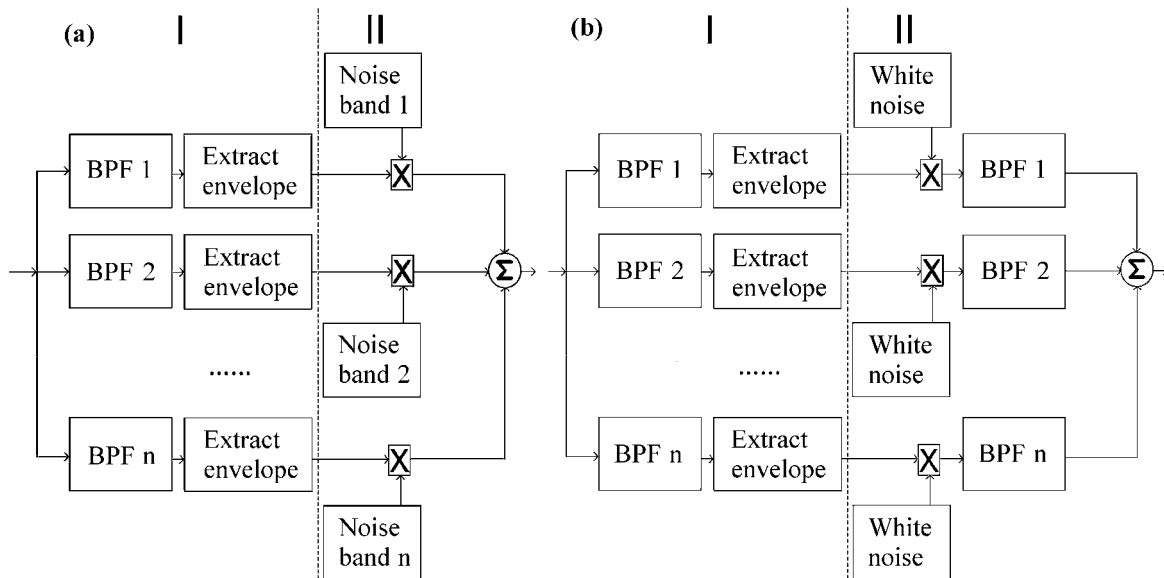 (a)
I
II
Noise
band 1
BPF 1
Extract
envelope
X
BPF 2
Extract
envelope
X
Σ
Noise
band 2
......
BPF n
Extract
envelope
X
Noise
band n
(b)
I
II
White
noise
BPF 1
Extract
envelope
X
BPF 1
BPF 2
Extract
envelope
X
BPF 2
Σ
White
noise
......
BPF n
Extract
envelope
X
BPF n
White
noise